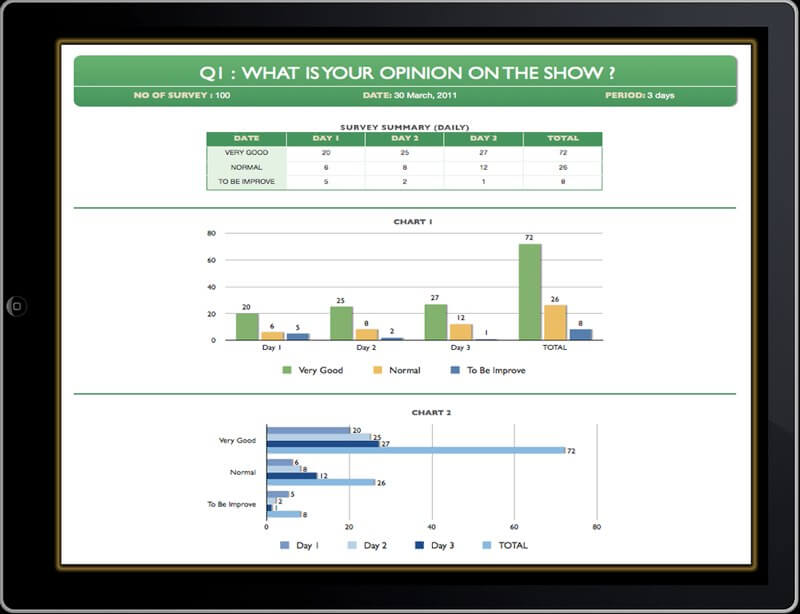 Q1 : WHAT IS YOUR OPINION ON THE SHOW ?
NO OF SURVEY : 100 DATE: 30 March, 2011 PERIOD: 3 days
SURVEY SUMMARY (DAILY)
DATE DAY 1 DAY 2 DAY 3 TOTAL
VERY GOOD 20 25 27 72
NORMAL 6 8 12 26
TO BE IMPROVE 5 2 1 8
CHART 1
80
60
40
20
0
20 6 5
25 8 2
27 12 1
72 26 8
Day 1 Day 2 Day 3 TOTAL
Very Good Normal To Be Improve
CHART 2
Very Good 20 25 27 72
Normal 6 8 12 26
To Be Improve 5 2 1 8
0 20 40 60 80
Day 1 Day 2 Day 3 TOTAL